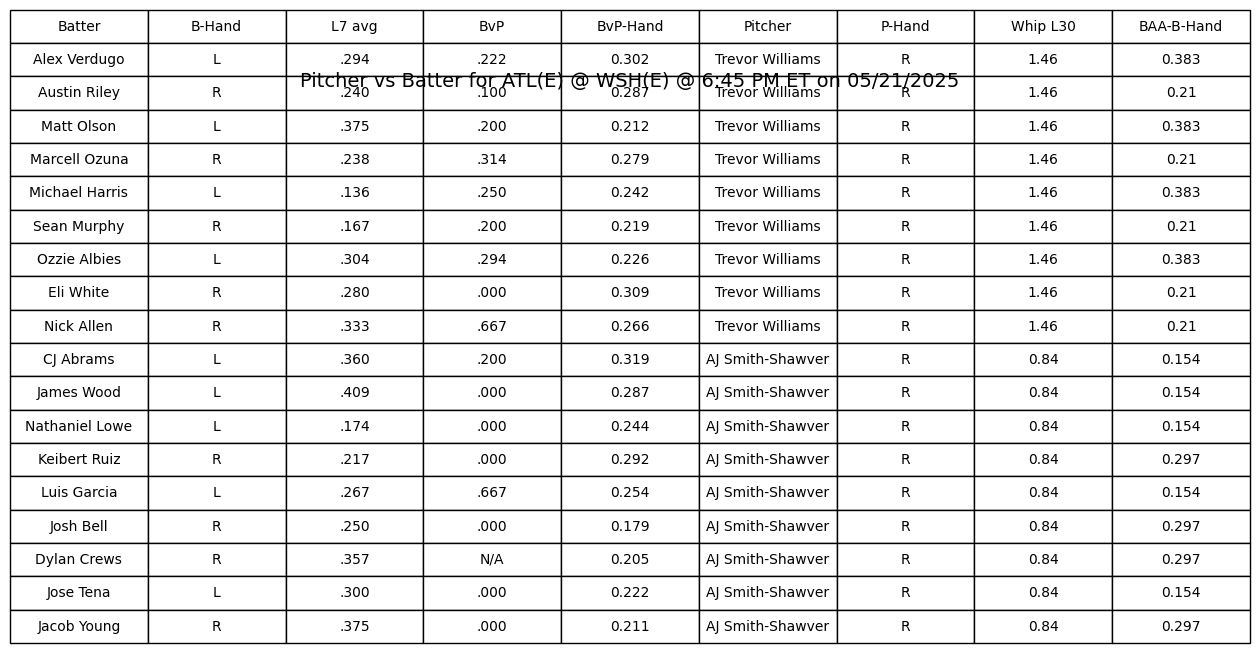 Batter B-Hand L7 avg BvP BvP-Hand Pitcher P-Hand Whip L30 BAA-B-Hand
Alex Verdugo L .294 .222 0.302 Trevor Williams R 1.46 0.383
Pitcher vs Batter for ATL(E) @ WSH(E) @ 6:45 PM ET on 05/21/2025
Austin Riley R .240 .100 0.287 Trevor Williams R 1.46 0.21
Matt Olson L .375 .200 0.212 Trevor Williams R 1.46 0.383
Marcell Ozuna R .238 .314 0.279 Trevor Williams R 1.46 0.21
Michael Harris L .136 .250 0.242 Trevor Williams R 1.46 0.383
Sean Murphy R .167 .200 0.219 Trevor Williams R 1.46 0.21
Ozzie Albies L .304 .294 0.226 Trevor Williams R 1.46 0.383
Eli White R .280 .000 0.309 Trevor Williams R 1.46 0.21
Nick Allen R .333 .667 0.266 Trevor Williams R 1.46 0.21
CJ Abrams L .360 .200 0.319 AJ Smith-Shawver R 0.84 0.154
James Wood L .409 .000 0.287 AJ Smith-Shawver R 0.84 0.154
Nathaniel Lowe L .174 .000 0.244 AJ Smith-Shawver R 0.84 0.154
Keibert Ruiz R .217 .000 0.292 AJ Smith-Shawver R 0.84 0.297
Luis Garcia L .267 .667 0.254 AJ Smith-Shawver R 0.84 0.154
Josh Bell R .250 .000 0.179 AJ Smith-Shawver R 0.84 0.297
Dylan Crews R .357 N/A 0.205 AJ Smith-Shawver R 0.84 0.297
Jose Tena L .300 .000 0.222 AJ Smith-Shawver R 0.84 0.154
Jacob Young R .375 .000 0.211 AJ Smith-Shawver R 0.84 0.297